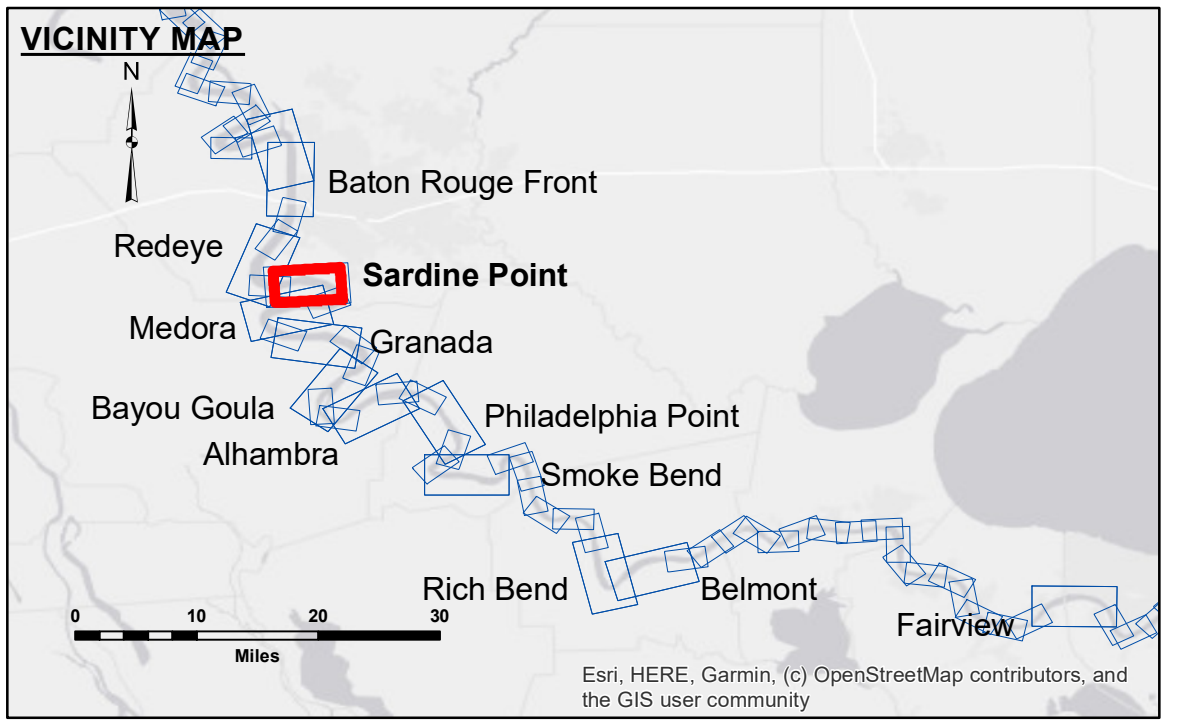 VICINITY MAP
N
Baton Rouge Front
Redeye
Sardine Point
Medora
Granada
Bayou Goula
Philadelphia Point
Alhambra
Smoke Bend
Rich Bend
Belmont
Fairview
0 10 20 30
Miles
Esri, HERE, Garmin, (c) OpenStreetMap contributors, and
the GIS user community